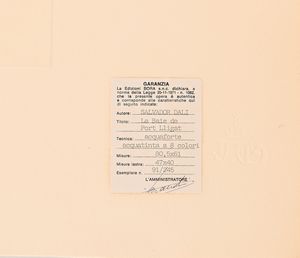 GARANZIA
La Edizioni BORA s.n.c. dichiara, a
norma della Legge 20-11-1971 - n. 1062,
che la presente opera è autentica
e corrisponde alle caratteristiche qui
di seguito indicate:
Autore: SALVADOR DALI
Titolo: La Baie de
Port Lligat
Tecnica: acquaforte
acquatinta a 8 colori
Misure: 80,5x61
Misure lastra: 47x40
Esemplare n. 91/245
L'AMMINISTRATORE